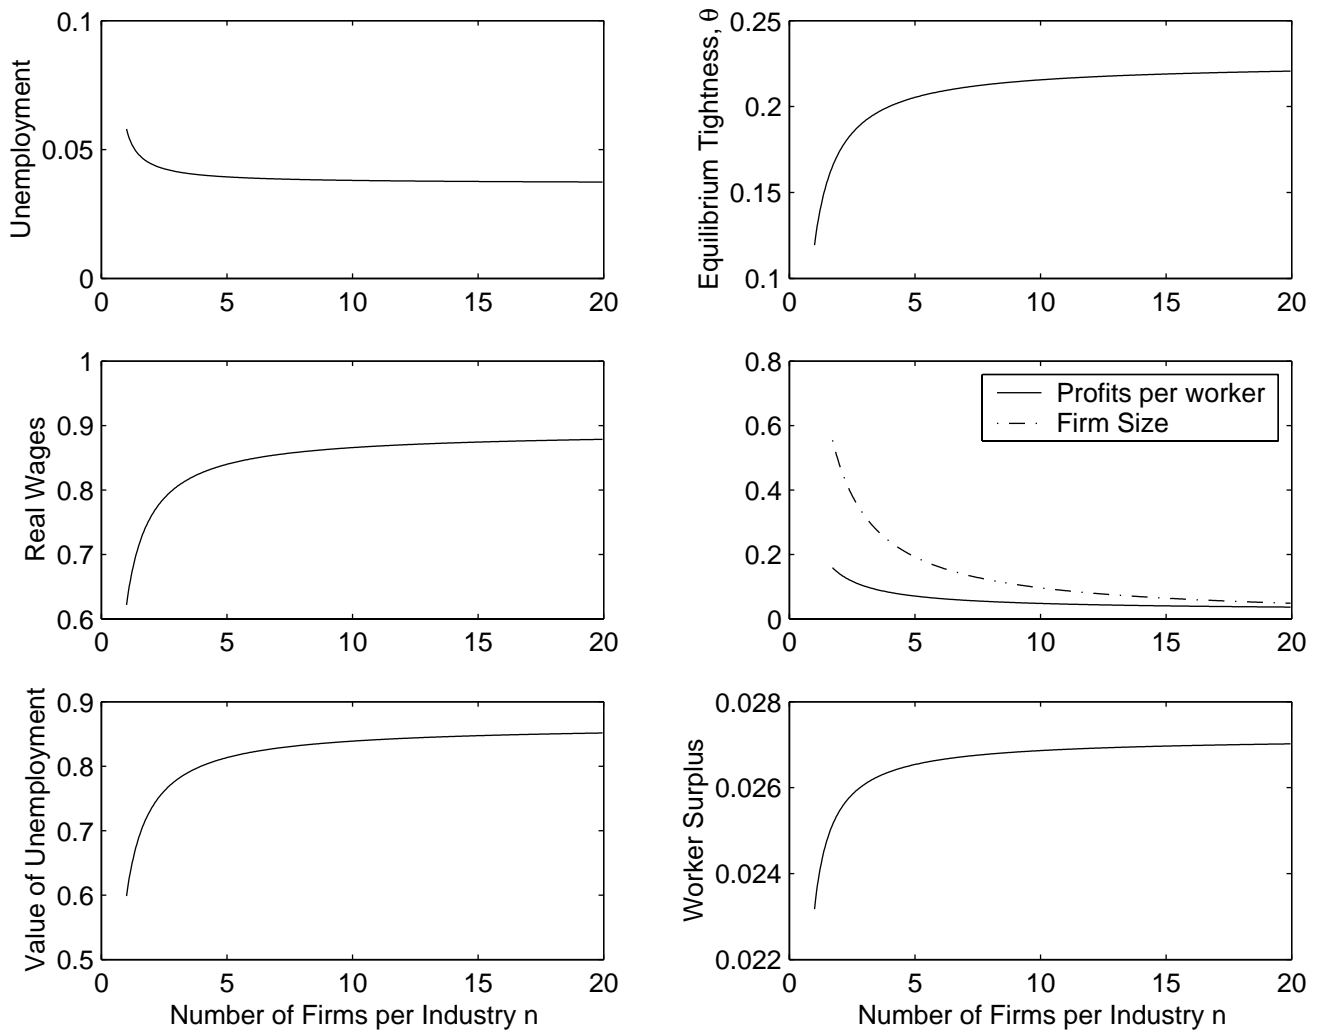 Unemployment
0.1
0.05
0
0 5 10 15 20
Equilibrium Tightness, θ
0.25
0.2
0.15
0.1
0 5 10 15 20
Real Wages
1
0.9
0.8
0.7
0.6
0 5 10 15 20
0.8
0.6
0.4
0.2
0
Profits per worker
Firm Size
0 5 10 15 20
Value of Unemployment
0.9
0.8
0.7
0.6
0.5
0 5 10 15 20
Number of Firms per Industry n
Worker Surplus
0.028
0.026
0.024
0.022
0 5 10 15 20
Number of Firms per Industry n